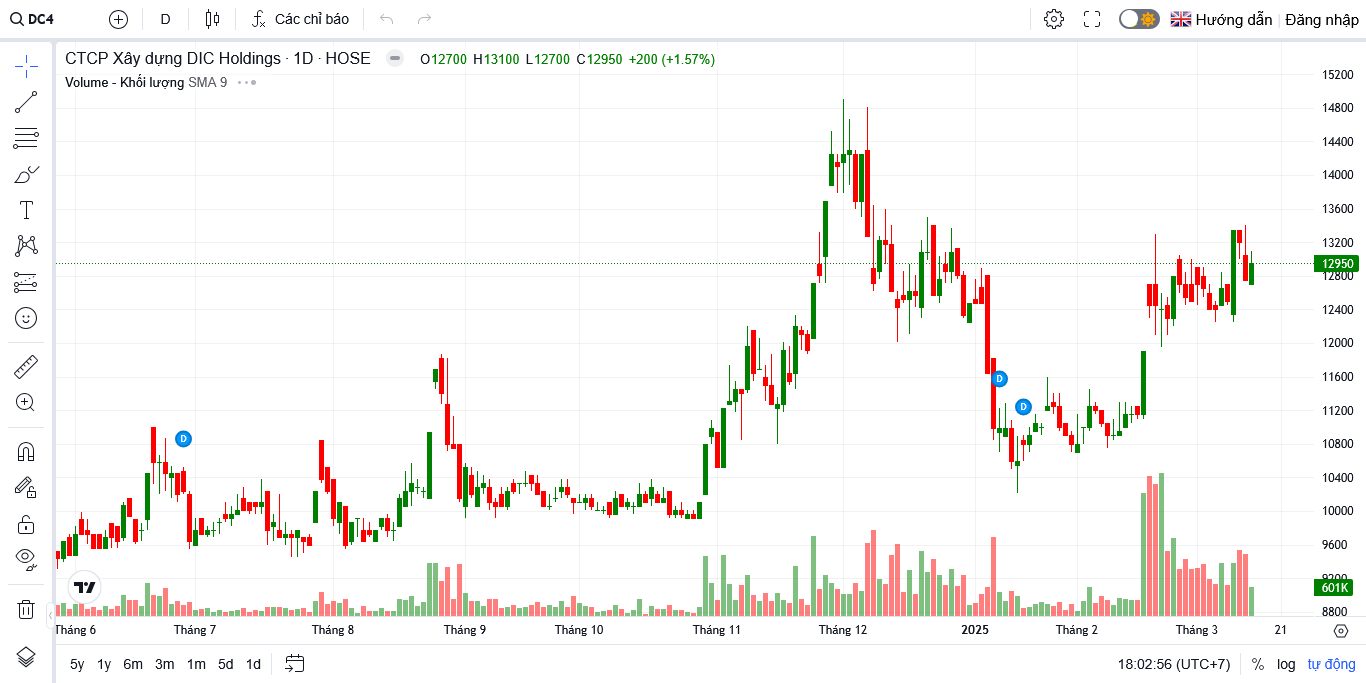 DC4 D Các chỉ báo Hướng dẫn Đăng nhập
CTCP Xây dựng DIC Holdings · 1D · HOSE O12700 H13100 L12700 C12950 +200 (+1.57%)
Volume - Khối lượng SMA 9
15200
14800
14400
14000
13600
13200
12950
12800
12400
12000
11600
11200
10800
10400
10000
9600
9200
601K
8800
D
D
D
Tháng 6 Tháng 7 Tháng 8 Tháng 9 Tháng 10 Tháng 11 Tháng 12 2025 Tháng 2 Tháng 3 21
5y 1y 6m 3m 1m 5d 1d 18:02:56 (UTC+7) % log tự động